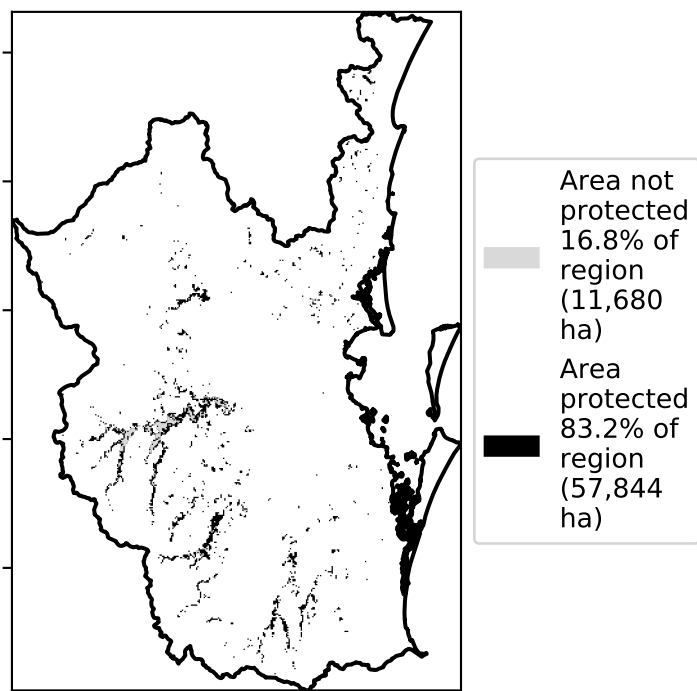 Area not
protected
16.8% of
region
(11,680
ha)
Area
protected
83.2% of
region
(57,844
ha)